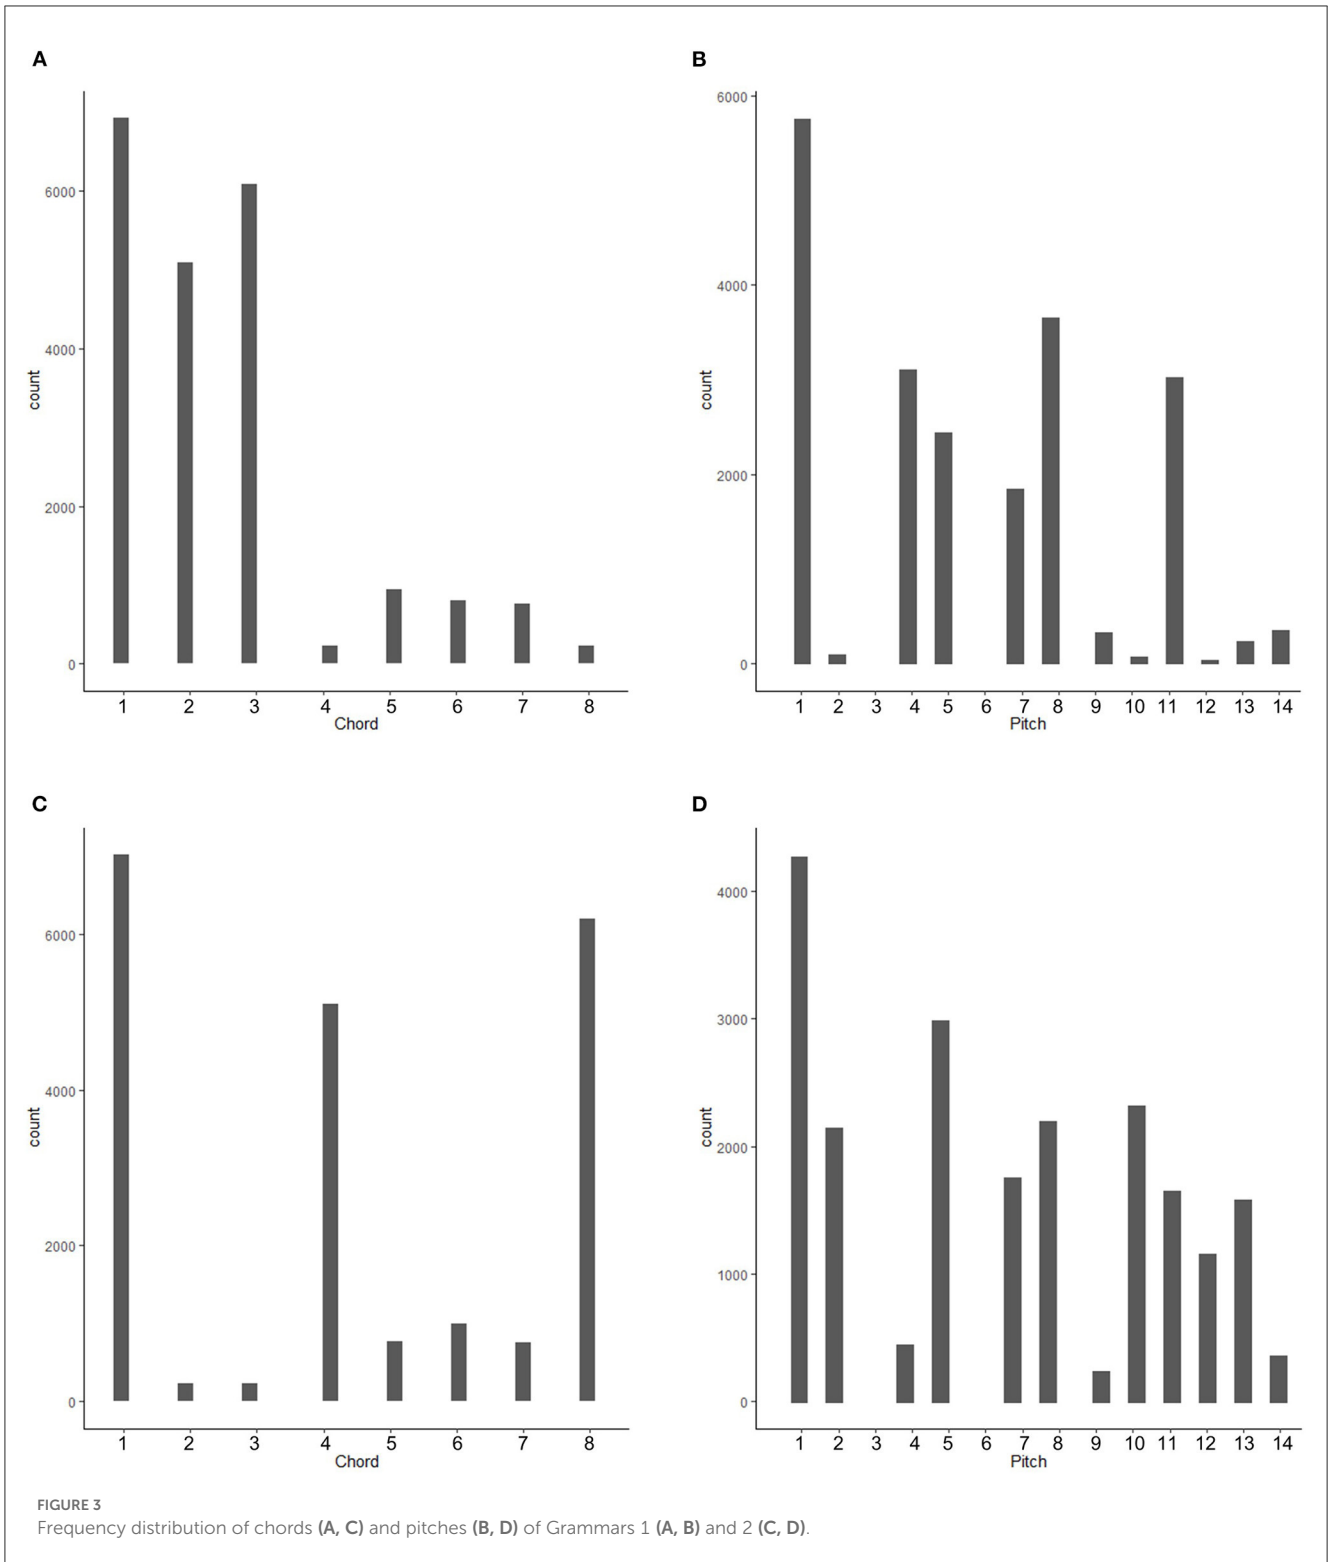 A
6000
4000
2000
0
count
1 2 3 4 5 6 7 8
Chord
B
6000
4000
2000
0
count
1 2 3 4 5 6 7 8 9 10 11 12 13 14
Pitch
C
6000
4000
2000
0
count
1 2 3 4 5 6 7 8
Chord
D
4000
3000
2000
1000
0
count
1 2 3 4 5 6 7 8 9 10 11 12 13 14
Pitch
FIGURE 3
Frequency distribution of chords (A, C) and pitches (B, D) of Grammars 1 (A, B) and 2 (C, D).